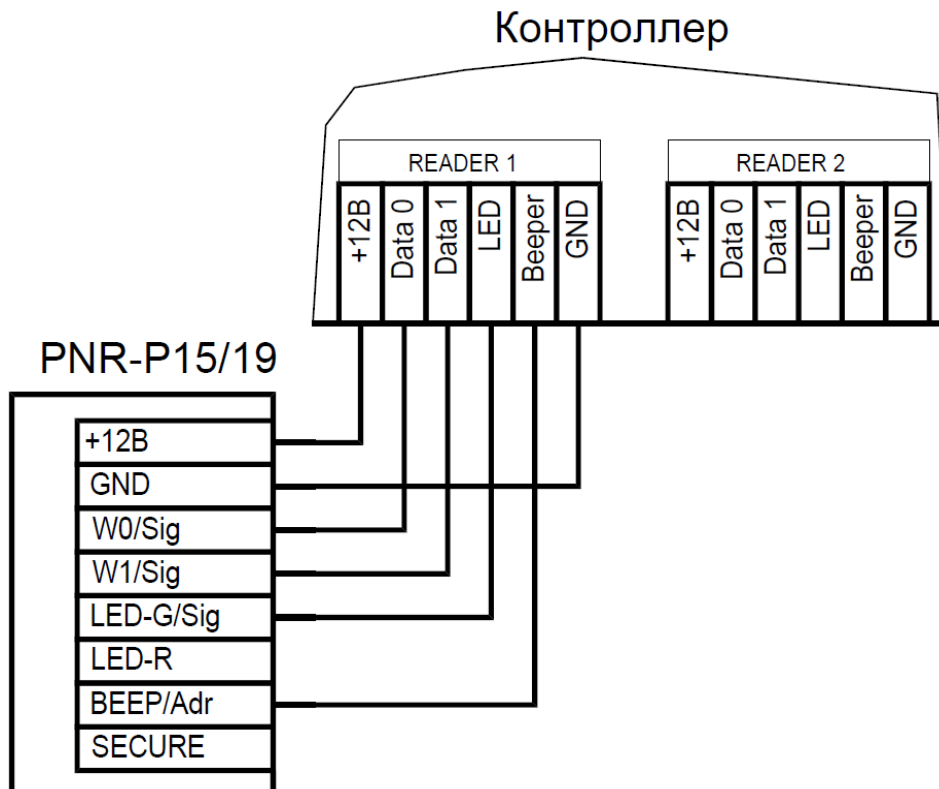 Контроллер
READER 1
READER 2
+12В
Data 0
Data 1
LED
Beeper
GND
+12В
Data 0
Data 1
LED
Beeper
GND
PNR-P15/19
+12В
GND
W0/Sig
W1/Sig
LED-G/Sig
LED-R
BEEP/Adr
SECURE